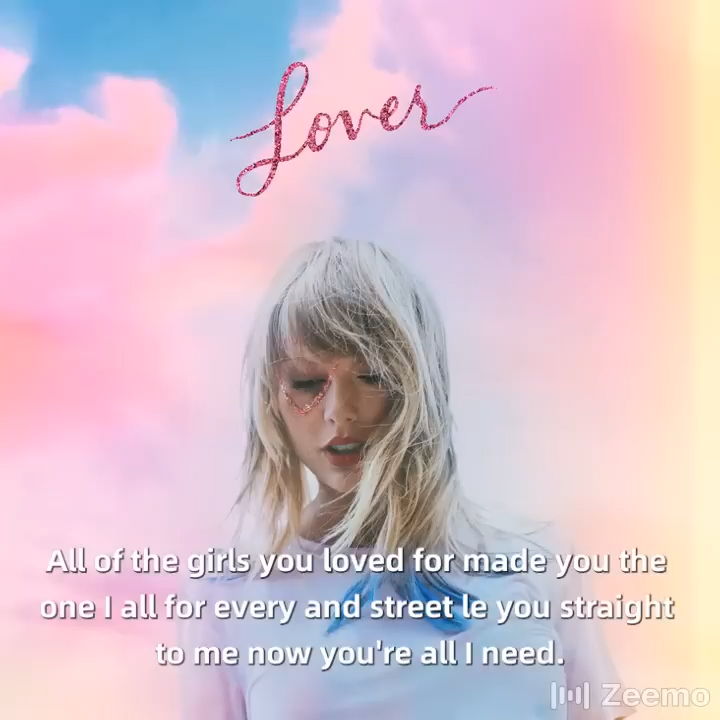 Lover
All of the girls you loved for made you the
one I all for every and street le you straight
to me now you're all I need.
Zeemo